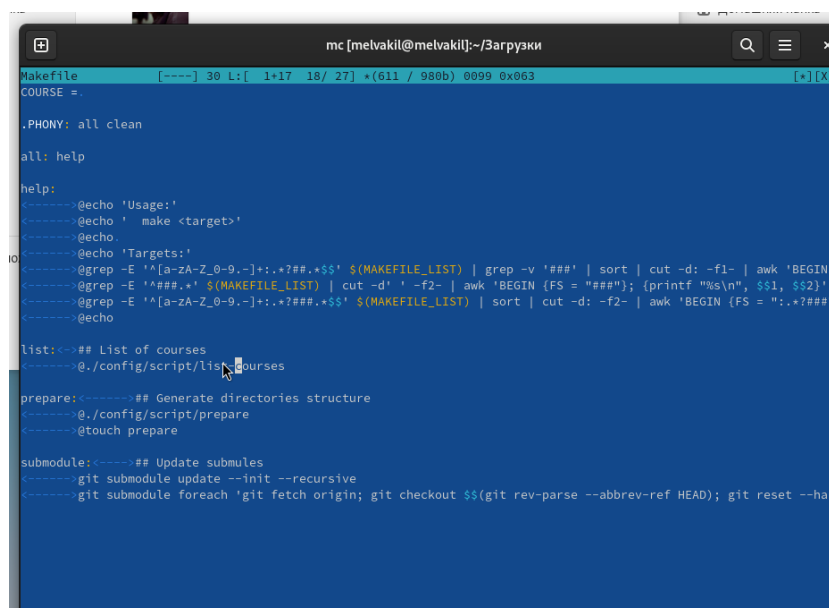 mc [melvakil@melvakil]:~/Загрузки
Makefile [----] 30 L:[ 1+17 18/ 27] *(611 / 980b) 0099 0x063 [*][X
COURSE =.
.PHONY: all clean
all: help
help:
<------>@echo 'Usage:'
<------>@echo ' make <target>'
<------>@echo.
<------>@echo 'Targets:'
<------>@grep -E '^[a-zA-Z_0-9.-]+:.*?##.*$$' $(MAKEFILE_LIST) | grep -v '###' | sort | cut -d: -f1- | awk 'BEGIN
<------>@grep -E '^###.*' $(MAKEFILE_LIST) | cut -d' ' -f2- | awk 'BEGIN {FS = "###"}; {printf "%s\n", $$1, $$2}'
<------>@grep -E '^[a-zA-Z_0-9.-]+:.*?###.*$$' $(MAKEFILE_LIST) | sort | cut -d: -f2- | awk 'BEGIN {FS = ":.*?###
<------>@echo
list:<->## List of courses
<------>@./config/script/list-courses
prepare:<------>## Generate directories structure
<------>@./config/script/prepare
<------>@touch prepare
submodule:<---->## Update submules
<------>git submodule update --init --recursive
<------>git submodule foreach 'git fetch origin; git checkout $$(git rev-parse --abbrev-ref HEAD); git reset --ha